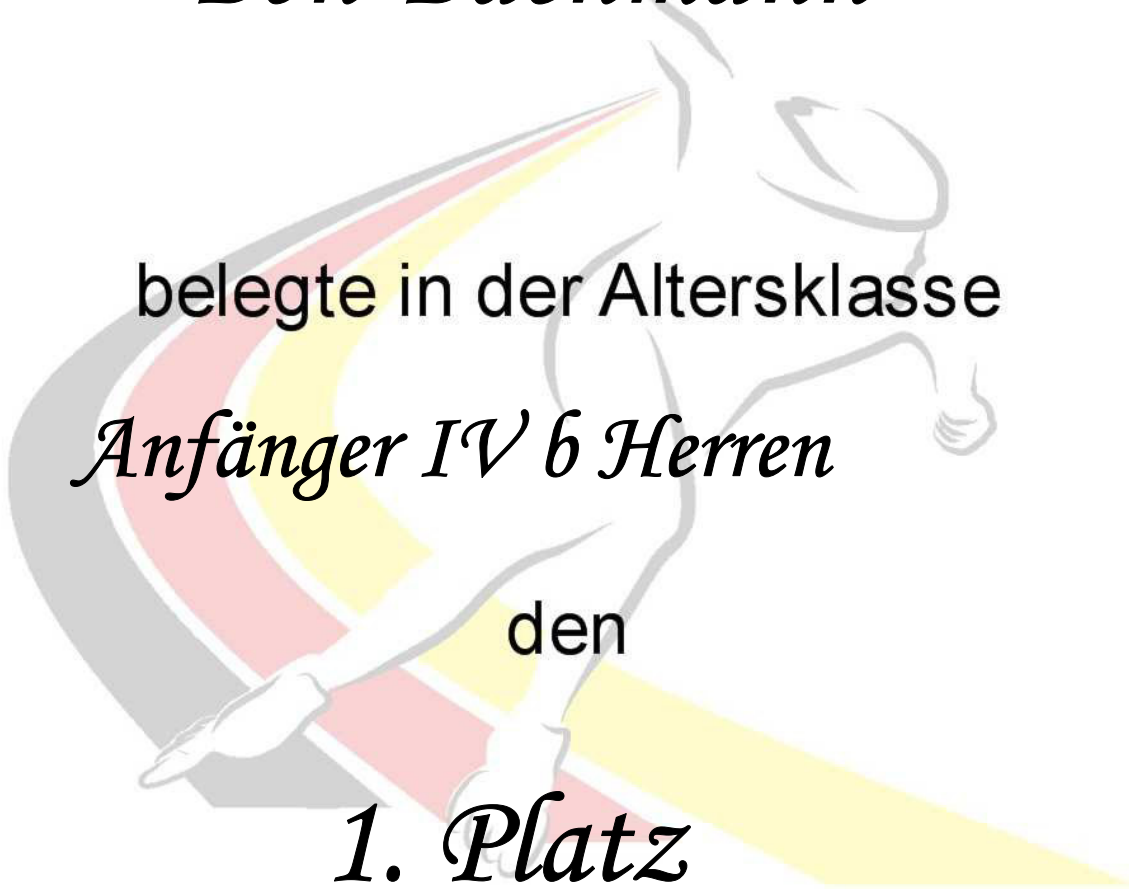 belegte in der Altersklasse
Anfänger IV b Herren
den
1. Platz